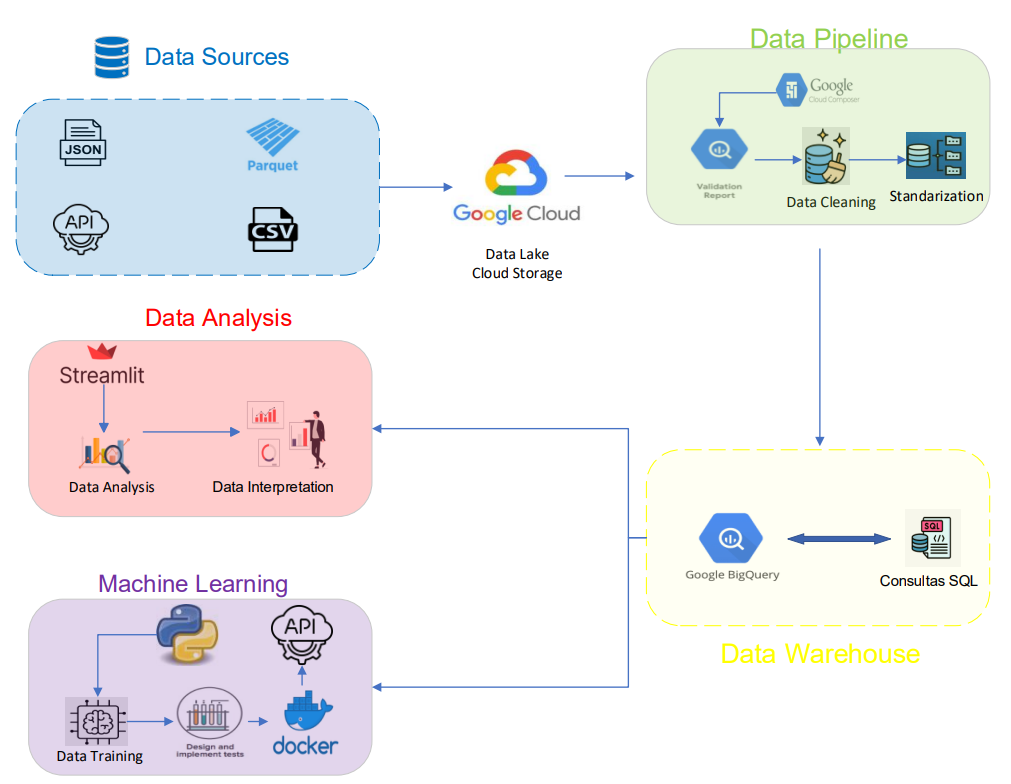 Data Sources
JSON
Parquet
API
CSV
Google Cloud
Data Lake
Cloud Storage
Data Pipeline
Google
Cloud Composer
Validation
Report
Data Cleaning
Standarization
Data Analysis
Streamlit
Data Analysis
Data Interpretation
Google BigQuery
SQL
Consultas SQL
Data Warehouse
Machine Learning
API
Data Training
Design and
implement tests
docker